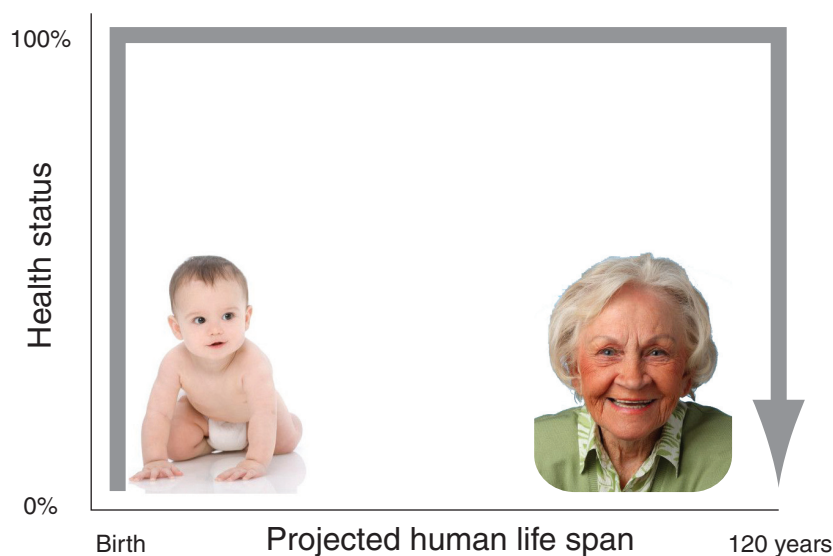 100%
Health status
0%
Birth
Projected human life span
120 years